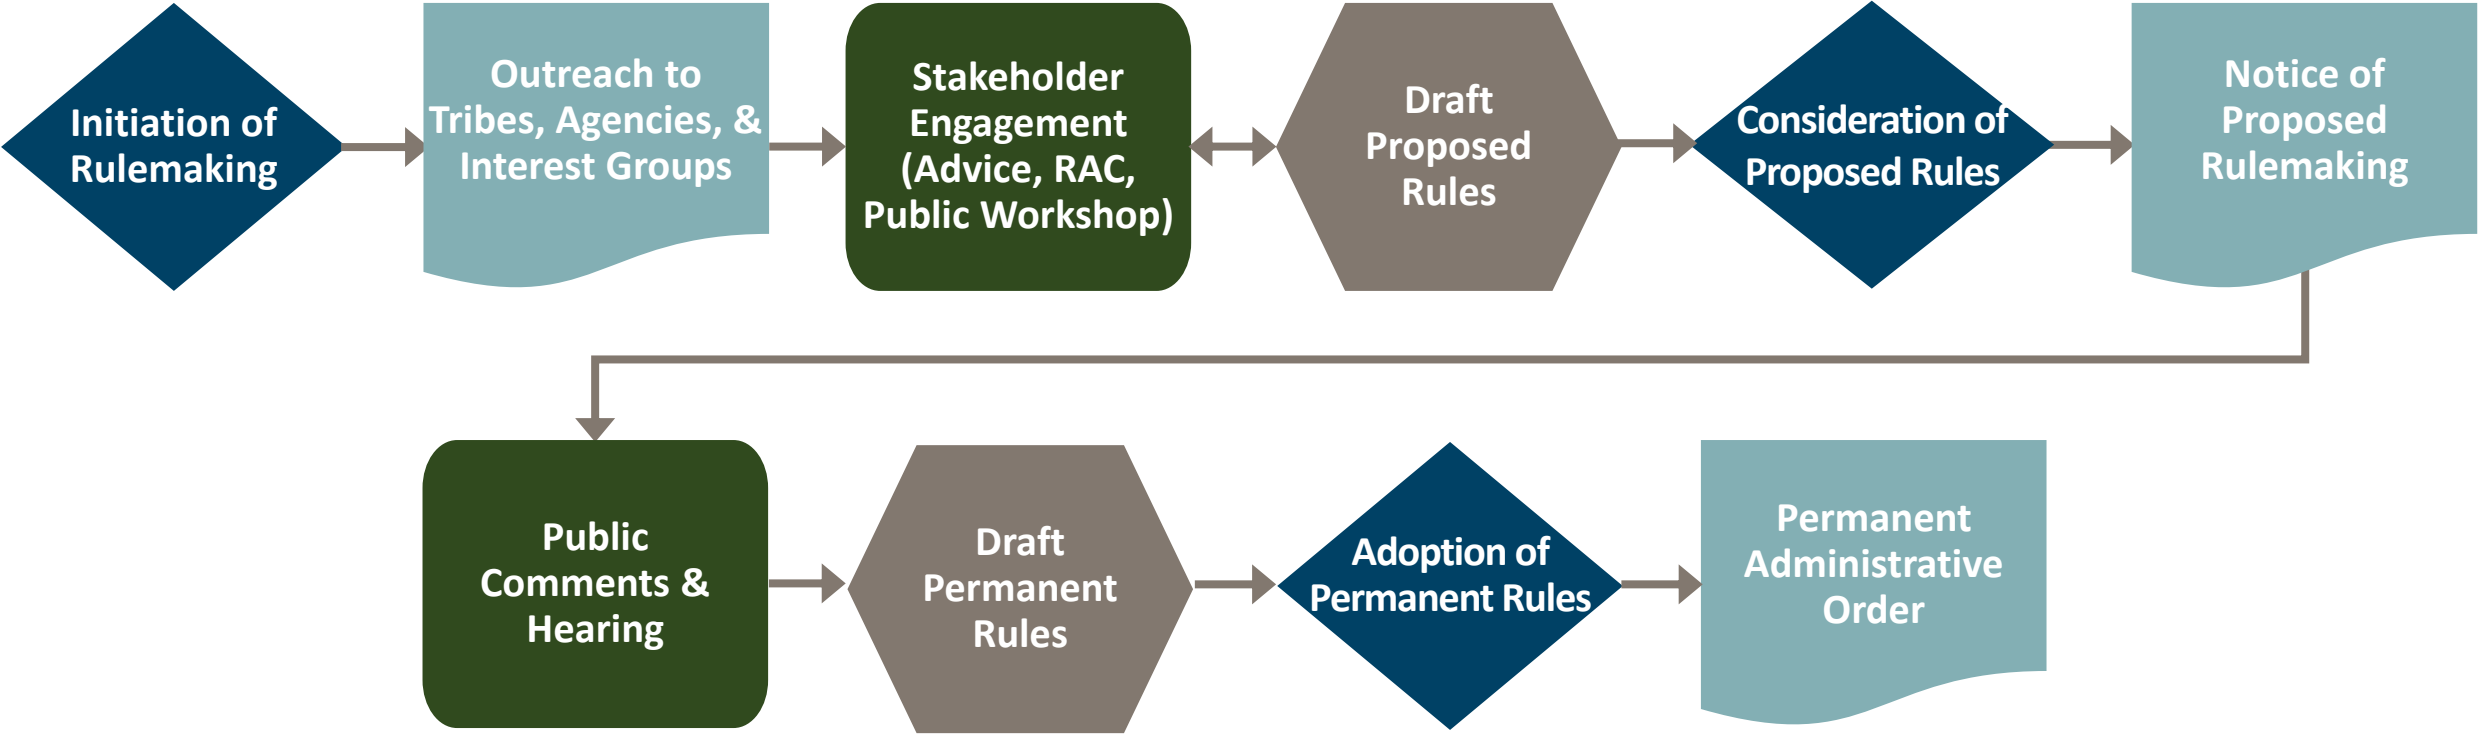 Initiation of
Rulemaking
Outreach to
Tribes, Agencies, &
Interest Groups
Stakeholder
Engagement
(Advice, RAC,
Public Workshop)
Draft
Proposed
Rules
Consideration of
Proposed Rules
Notice of
Proposed
Rulemaking
Public
Comments &
Hearing
Draft
Permanent
Rules
Adoption of
Permanent Rules
Permanent
Administrative
Order